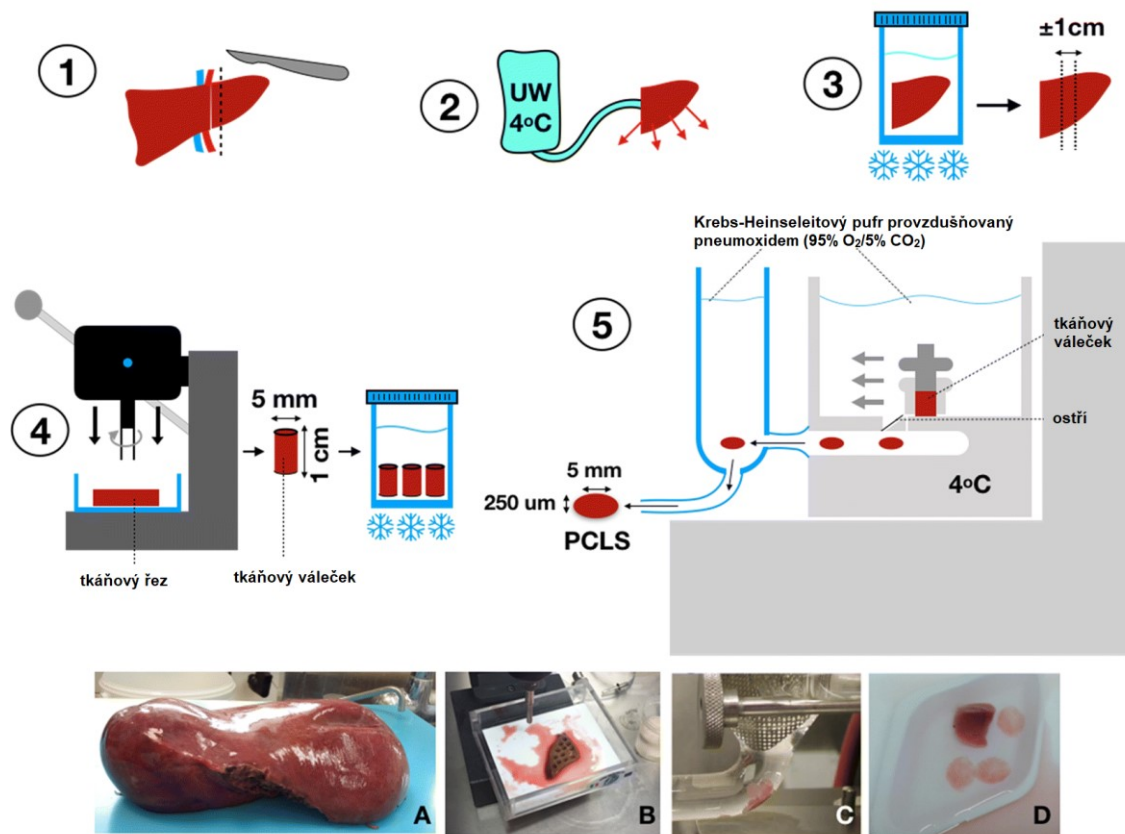 1
2
UW
4°C
3
±1cm
4
5 mm
1 cm
tkáňový řez
tkáňový váleček
5
Krebs-Heinseleitový pufr provzdušňovaný
pneumoxidem (95% O₂/5% CO₂)
tkáňový
váleček
ostří
4°C
5 mm
250 um
PCLS
A
B
C
D